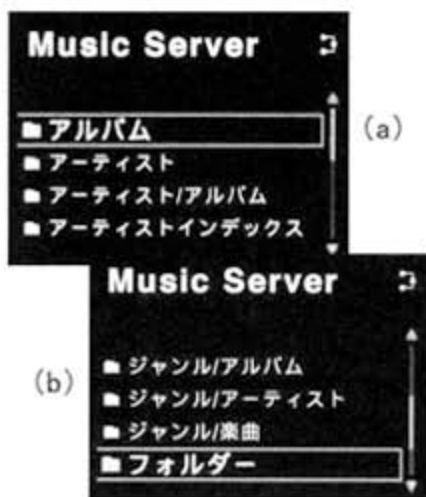 Music Server
アルバム
アーティスト
アーティスト/アルバム
アーティストインデックス
(a)
Music Server
ジャンル/アルバム
ジャンル/アーティスト
ジャンル/楽曲
フォルダー
(b)